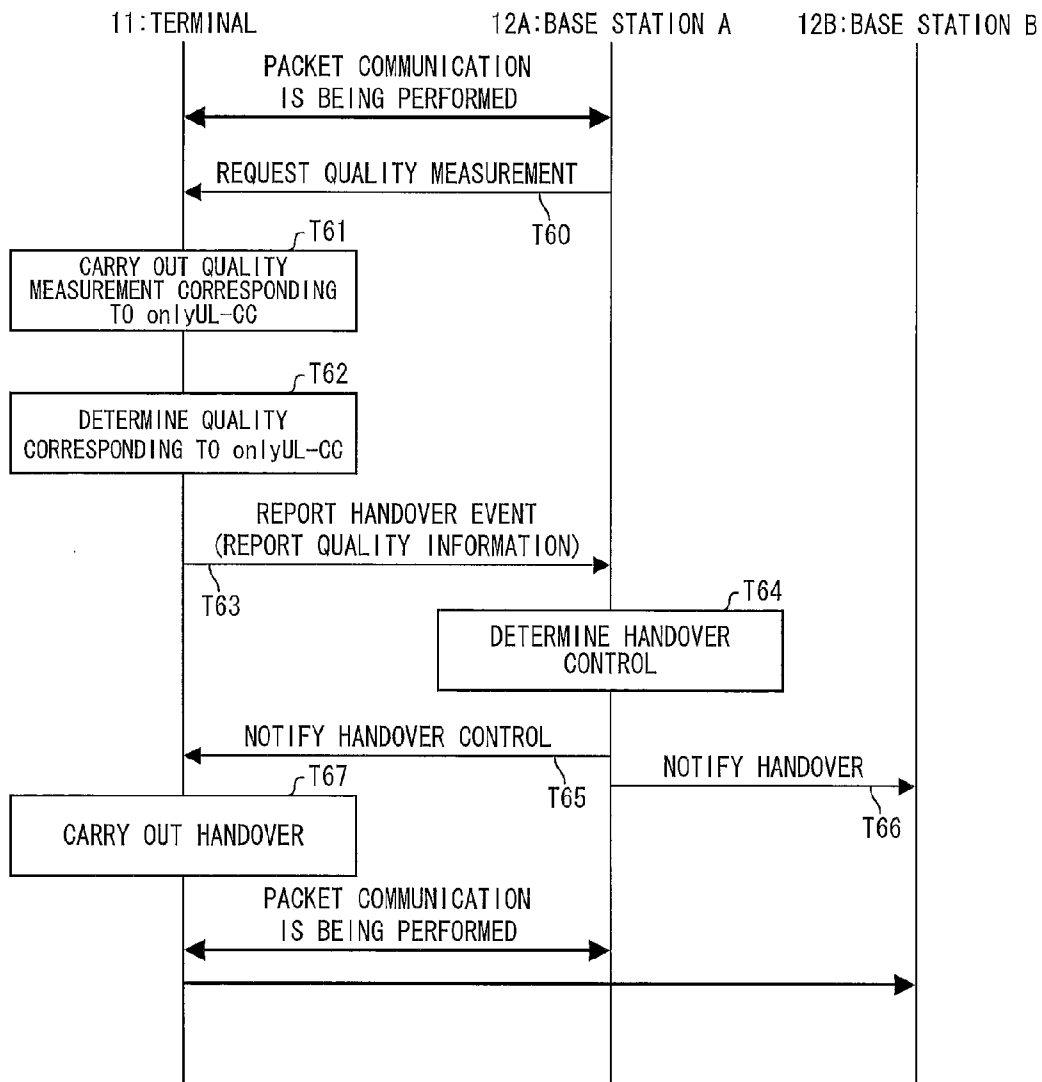 11:TERMINAL 12A:BASE STATION A 12B:BASE STATION B
PACKET COMMUNICATION
IS BEING PERFORMED
REQUEST QUALITY MEASUREMENT
T60
T61
CARRY OUT QUALITY
MEASUREMENT CORRESPONDING
TO onlyUL-CC
T62
DETERMINE QUALITY
CORRESPONDING TO onlyUL-CC
REPORT HANDOVER EVENT
(REPORT QUALITY INFORMATION)
T63
T64
DETERMINE HANDOVER
CONTROL
NOTIFY HANDOVER CONTROL
T65
NOTIFY HANDOVER
T66
T67
CARRY OUT HANDOVER
PACKET COMMUNICATION
IS BEING PERFORMED